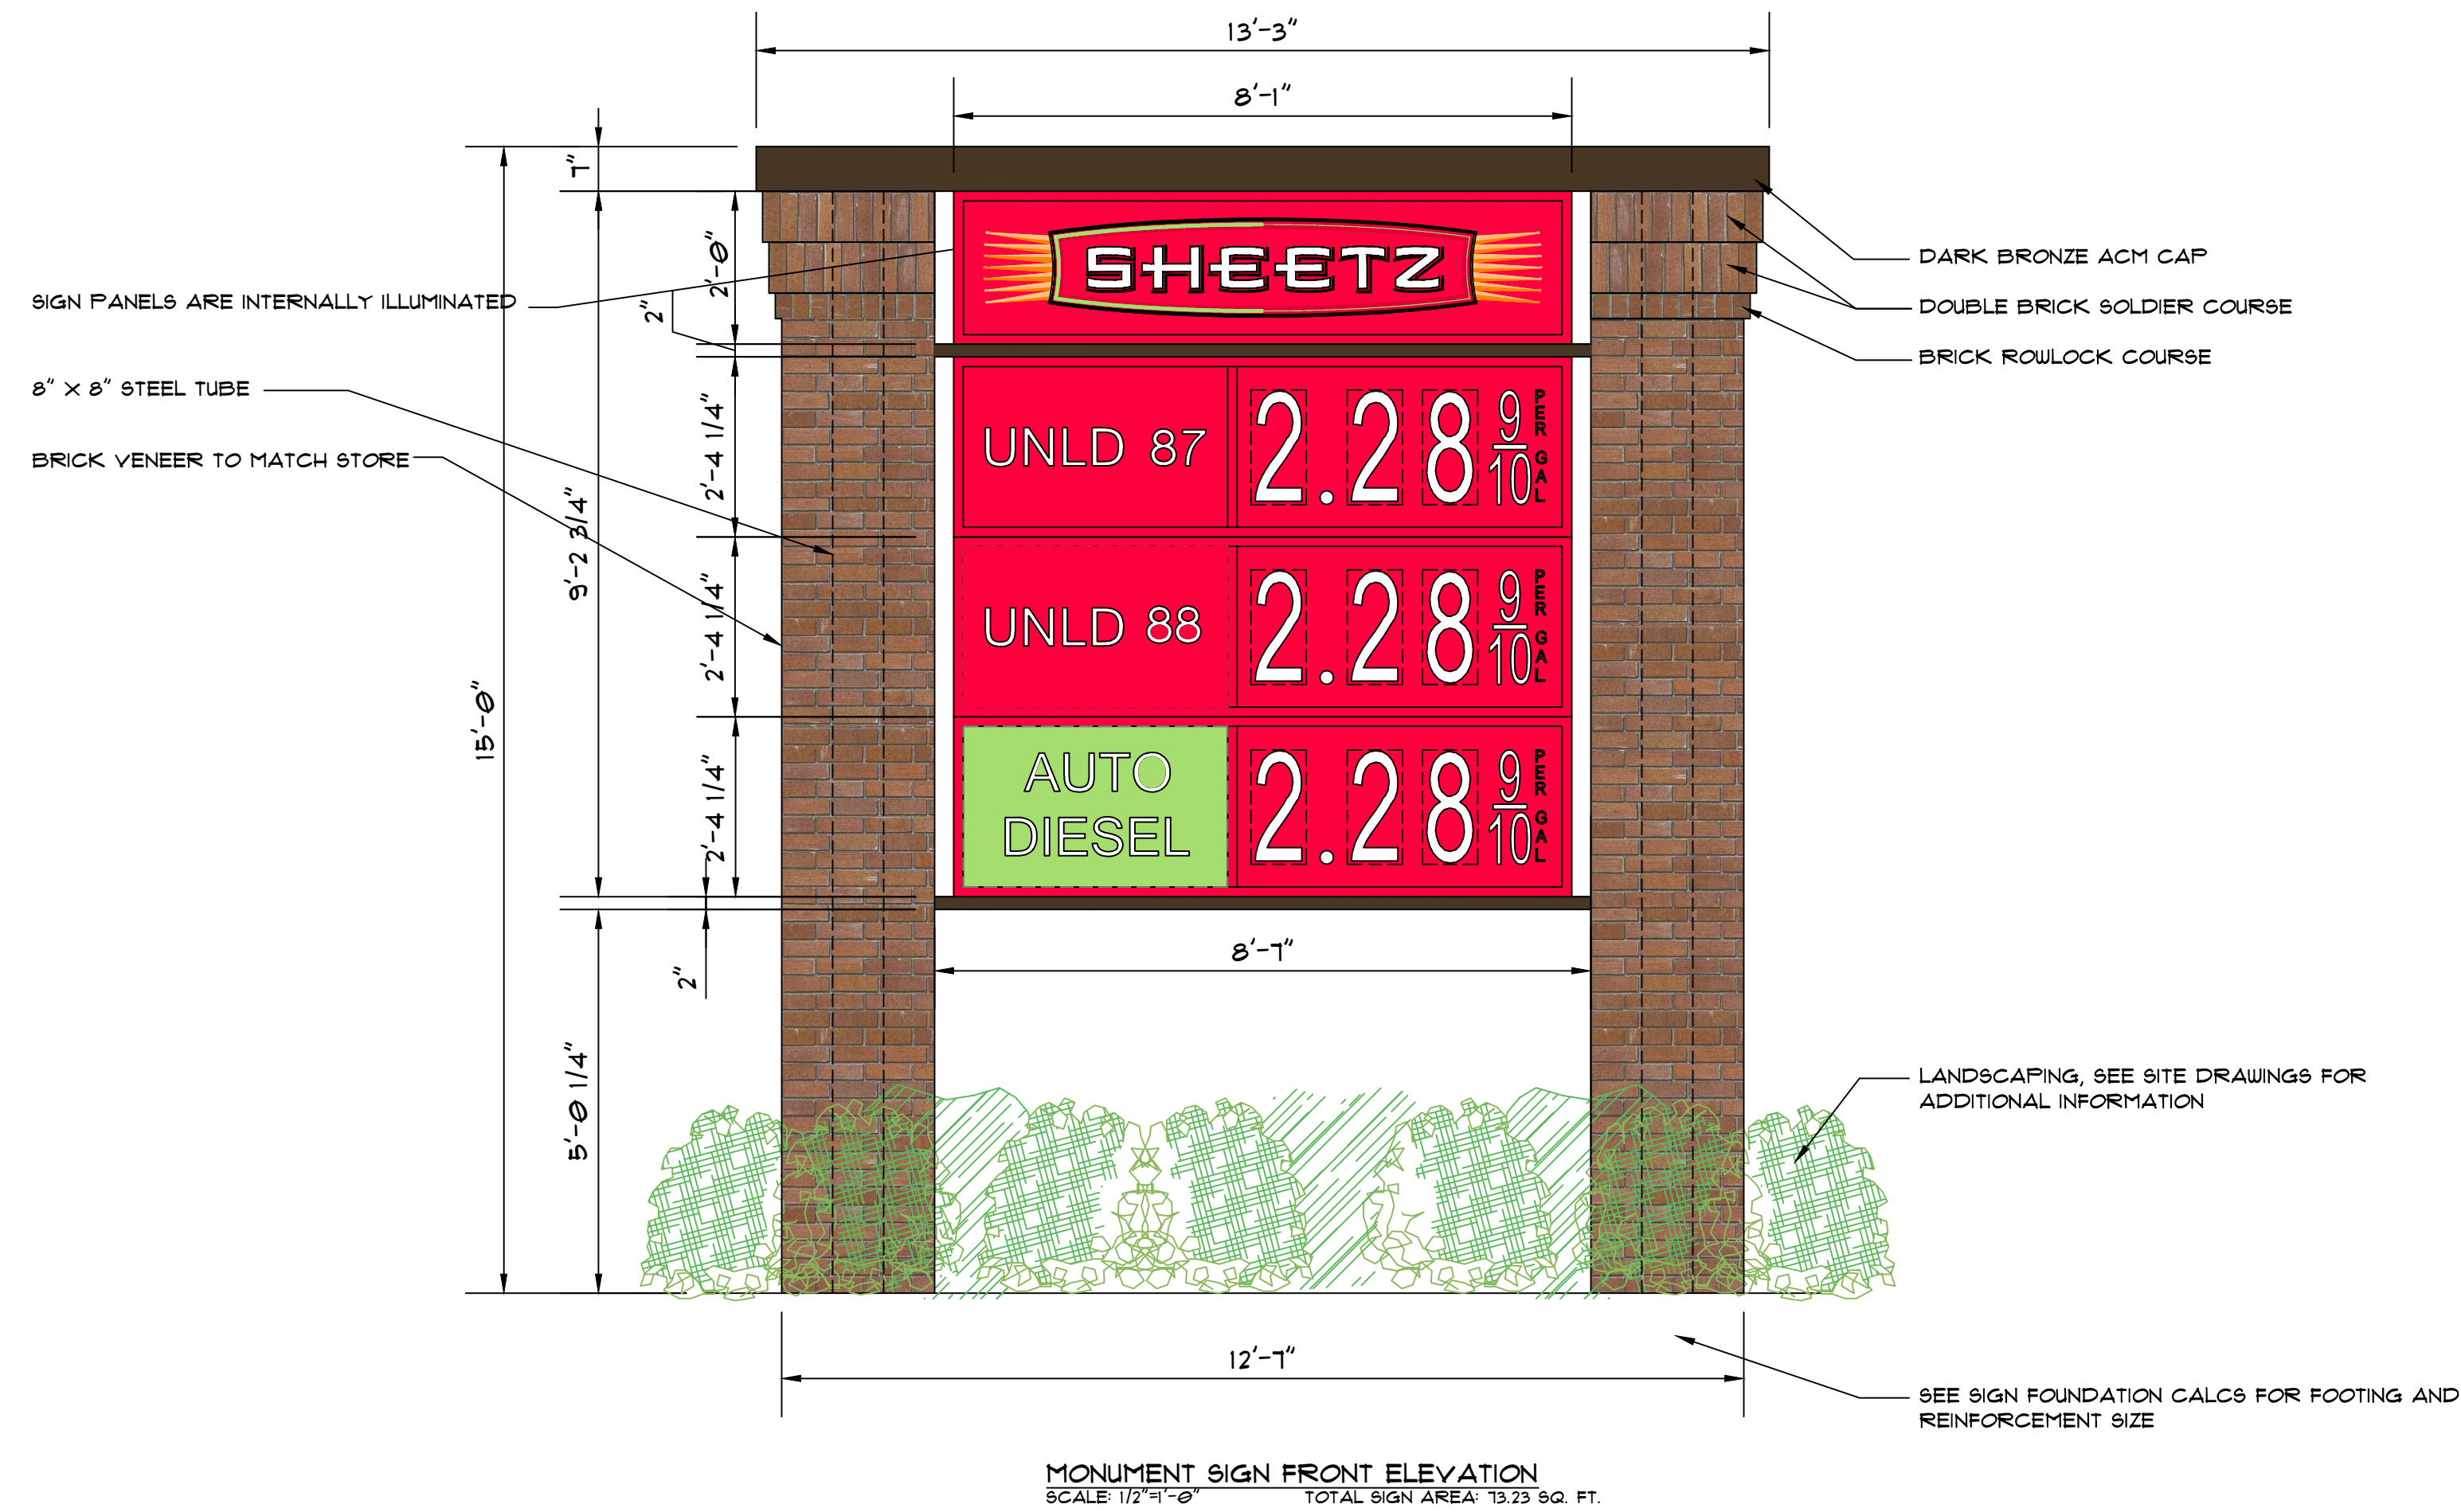 13'-3"
8'-1"
7"
2'-0"
2"
SIGN PANELS ARE INTERNALLY ILLUMINATED
8" X 8" STEEL TUBE
BRICK VENEER TO MATCH STORE
SHEETZ
DARK BRONZE ACM CAP
DOUBLE BRICK SOLDIER COURSE
BRICK ROWLOCK COURSE
2'-4 1/4"
UNLD 87 2.28 9/10 PER GAL
9'-2 3/4"
2'-4 1/4"
UNLD 88 2.28 9/10 PER GAL
15'-0"
2'-4 1/4"
AUTO
DIESEL
2.28 9/10 PER GAL
2"
8'-7"
5'-0 1/4"
LANDSCAPING, SEE SITE DRAWINGS FOR
ADDITIONAL INFORMATION
12'-7"
SEE SIGN FOUNDATION CALCS FOR FOOTING AND
REINFORCEMENT SIZE
MONUMENT SIGN FRONT ELEVATION
SCALE: 1/2"=1'-0" TOTAL SIGN AREA: 73.23 SQ. FT.